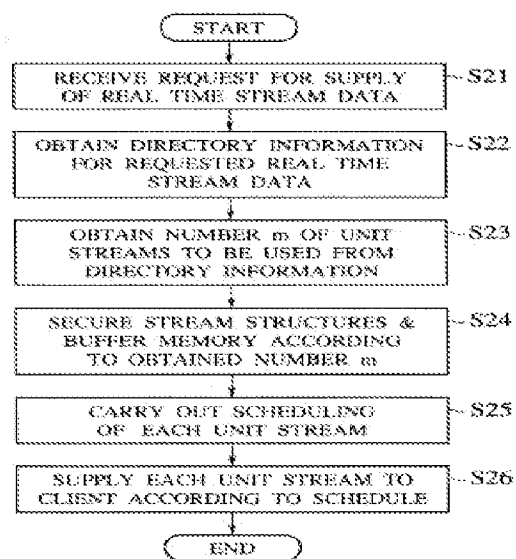 START
RECEIVE REQUEST FOR SUPPLY
OF REAL TIME STREAM DATA
S21
OBTAIN DIRECTORY INFORMATION
FOR REQUESTED REAL TIME
STREAM DATA
S22
OBTAIN NUMBER m OF UNIT
STREAMS TO BE USED FROM
DIRECTORY INFORMATION
S23
SECURE STREAM STRUCTURES &
BUFFER MEMORY ACCORDING
TO OBTAINED NUMBER m
S24
CARRY OUT SCHEDULING
OF EACH UNIT STREAM
S25
SUPPLY EACH UNIT STREAM TO
CLIENT ACCORDING TO SCHEDULE
S26
END